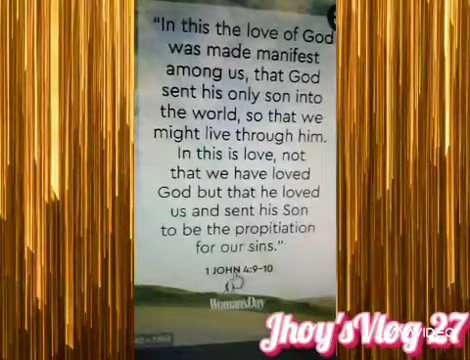 “In this the love of God
was made manifest
among us, that God
sent his only son into
the world, so that we
might live through him.
In this is love, not
that we have loved
God but that he loved
us and sent his Son
to be the propitiation
for our sins.”
1 JOHN 4:9–10
Woman'sDay
Jhoy'sVlog 27